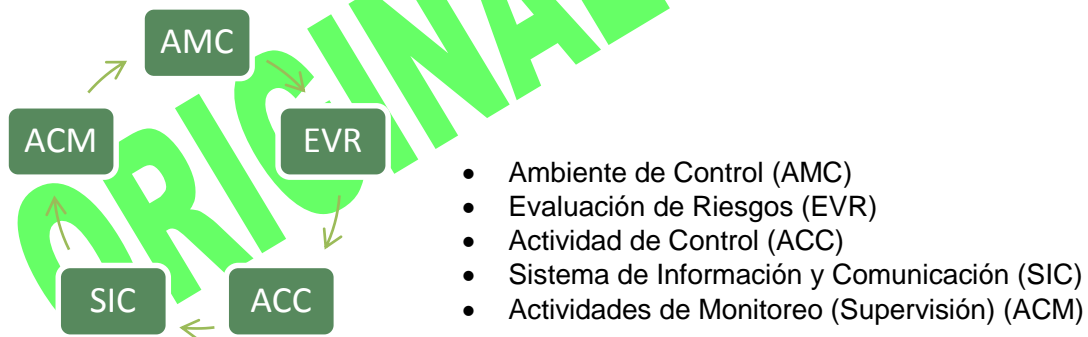 AMC
EVR
ACC
SIC
ACM
ORIGINAL
• Ambiente de Control (AMC)
• Evaluación de Riesgos (EVR)
• Actividad de Control (ACC)
• Sistema de Información y Comunicación (SIC)
• Actividades de Monitoreo (Supervisión) (ACM)